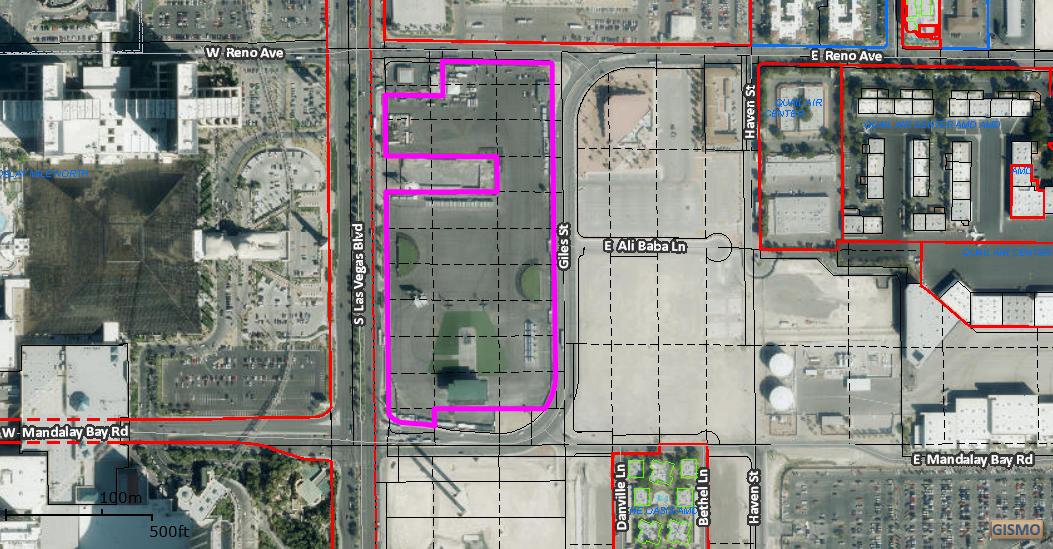 W Reno Ave
E Reno Ave
Haven St
S Las Vegas Blvd
Giles St
E Ali Baba Ln
W Mandalay Bay Rd
E Mandalay Bay Rd
Danville Ln
Bethel Ln
Haven St
100m
500ft
GISMO